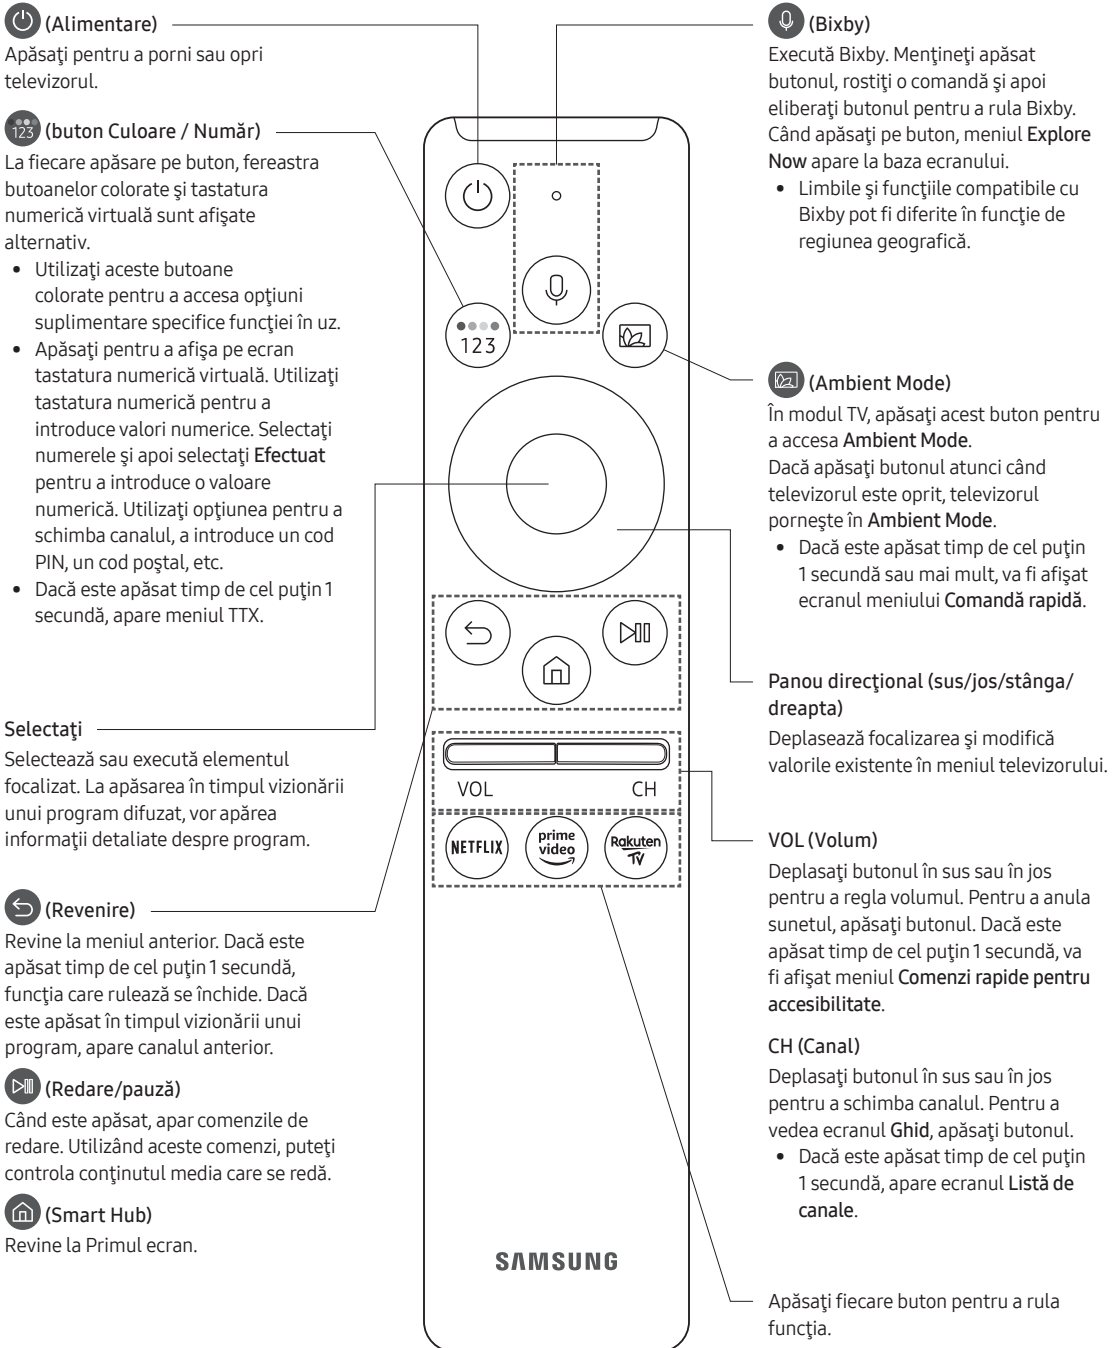 (Alimentare)
Apăsaţi pentru a porni sau opri
televizorul.
123 (buton Culoare / Număr)
La fiecare apăsare pe buton, fereastra
butoanelor colorate şi tastatura
numerică virtuală sunt afişate
alternativ.
• Utilizaţi aceste butoane
colorate pentru a accesa opţiuni
suplimentare specifice funcţiei în uz.
• Apăsaţi pentru a afişa pe ecran
tastatura numerică virtuală. Utilizaţi
tastatura numerică pentru a
introduce valori numerice. Selectaţi
numerele şi apoi selectaţi Efectuat
pentru a introduce o valoare
numerică. Utilizaţi opţiunea pentru a
schimba canalul, a introduce un cod
PIN, un cod poştal, etc.
• Dacă este apăsat timp de cel puţin 1
secundă, apare meniul TTX.
Selectaţi
Selectează sau execută elementul
focalizat. La apăsarea în timpul vizionării
unui program difuzat, vor apărea
informaţii detaliate despre program.
(Revenire)
Revine la meniul anterior. Dacă este
apăsat timp de cel puţin 1 secundă,
funcţia care rulează se închide. Dacă
este apăsat în timpul vizionării unui
program, apare canalul anterior.
(Redare/pauză)
Când este apăsat, apar comenzile de
redare. Utilizând aceste comenzi, puteţi
controla conţinutul media care se redă.
(Smart Hub)
Revine la Primul ecran.
123
VOL
CH
NETFLIX
prime
video
Rakuten
TV
SAMSUNG
(Bixby)
Execută Bixby. Menţineţi apăsat
butonul, rostiţi o comandă şi apoi
eliberaţi butonul pentru a rula Bixby.
Când apăsaţi pe buton, meniul Explore
Now apare la baza ecranului.
• Limbile şi funcţiile compatibile cu
Bixby pot fi diferite în funcţie de
regiunea geografică.
(Ambient Mode)
În modul TV, apăsaţi acest buton pentru
a accesa Ambient Mode.
Dacă apăsaţi butonul atunci când
televizorul este oprit, televizorul
porneşte în Ambient Mode.
• Dacă este apăsat timp de cel puţin
1 secundă sau mai mult, va fi afişat
ecranul meniului Comandă rapidă.
Panou direcţional (sus/jos/stânga/
dreapta)
Deplasează focalizarea şi modifică
valorile existente în meniul televizorului.
VOL (Volum)
Deplasaţi butonul în sus sau în jos
pentru a regla volumul. Pentru a anula
sunetul, apăsaţi butonul. Dacă este
apăsat timp de cel puţin 1 secundă, va
fi afişat meniul Comenzi rapide pentru
accesibilitate.
CH (Canal)
Deplasaţi butonul în sus sau în jos
pentru a schimba canalul. Pentru a
vedea ecranul Ghid, apăsaţi butonul.
• Dacă este apăsat timp de cel puţin
1 secundă, apare ecranul Listă de
canale.
Apăsaţi fiecare buton pentru a rula
funcţia.